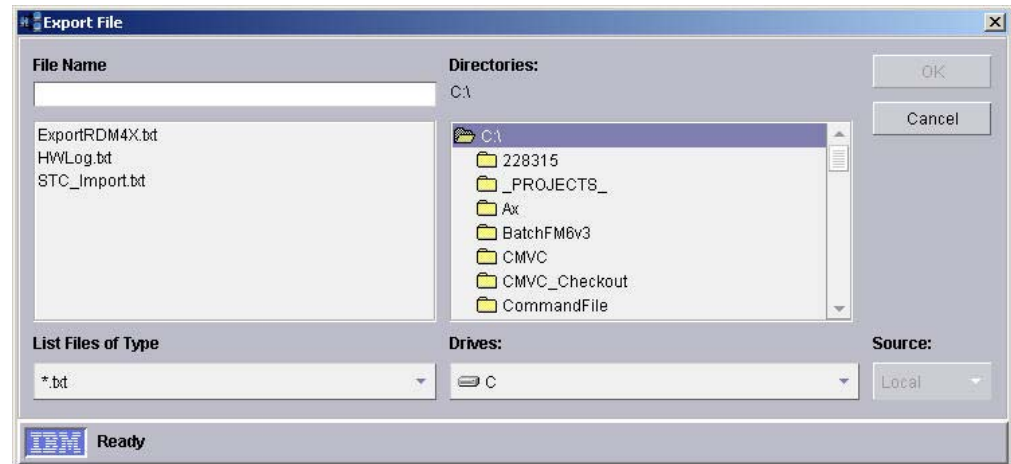 Export File
File Name
Directories:
C:\
OK
Cancel
ExportRDM4X.txt
HWLog.txt
STC_Import.txt
C:\
228315
_PROJECTS_
Ax
BatchFM6v3
CMVC
CMVC_Checkout
CommandFile
List Files of Type
Drives:
Source:
*.txt
C
Local
IBM Ready